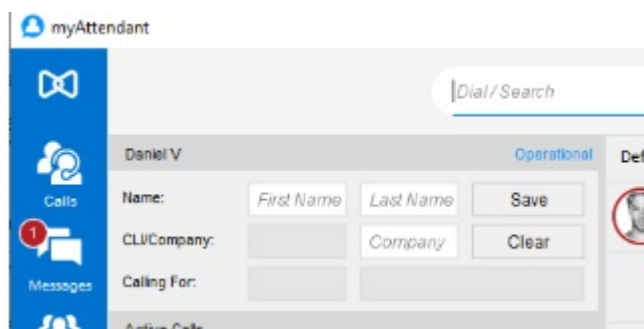 myAttendant
Dial / Search
Daniel V Operational Def
Name: First Name Last Name Save
Calls
CLI/Company: Company Clear
1
Messages
Calling For:
Active Calls